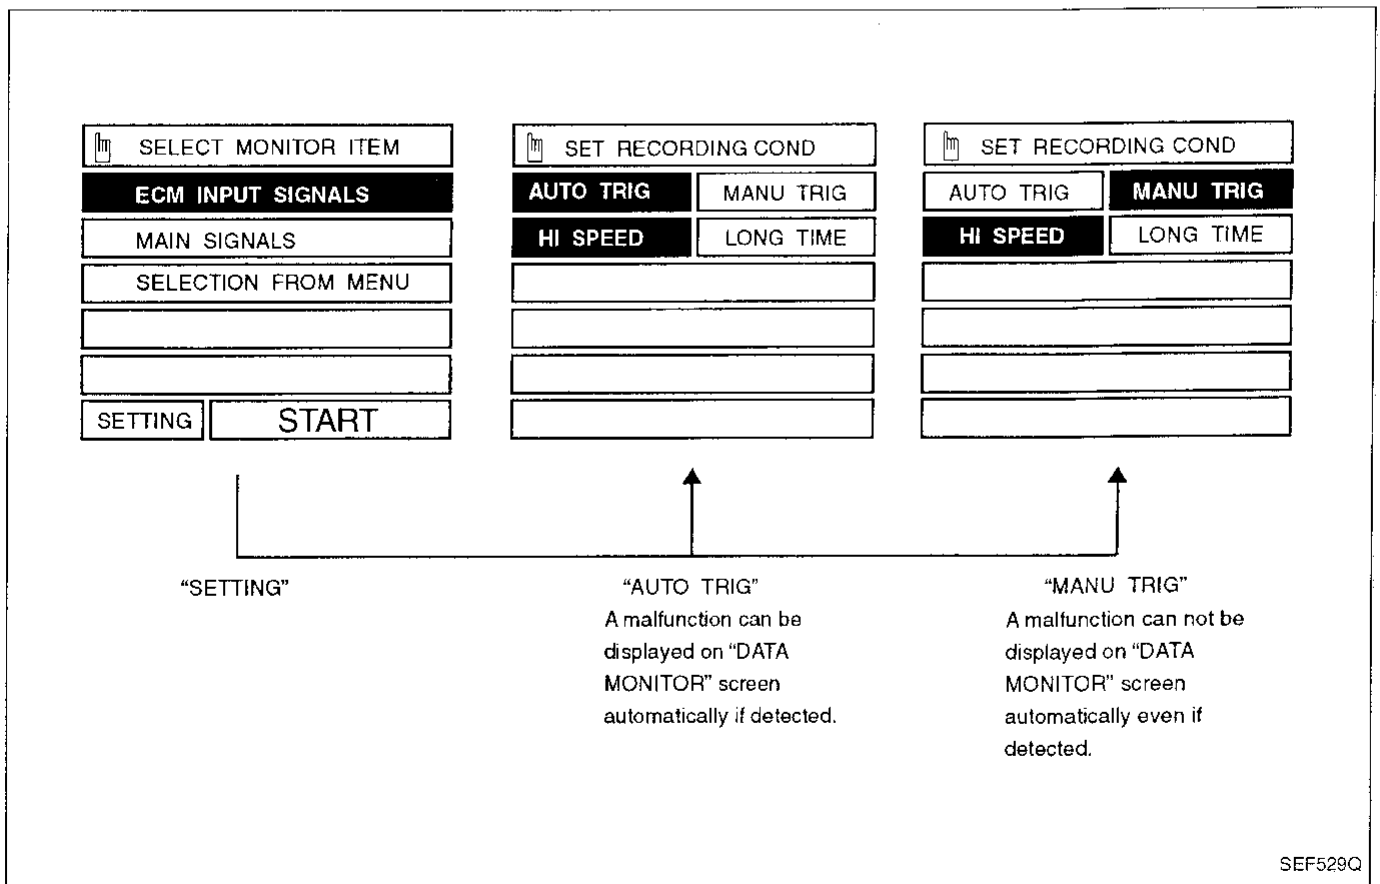 SELECT MONITOR ITEM
ECM INPUT SIGNALS
MAIN SIGNALS
SELECTION FROM MENU
SETTING START
SET RECORDING COND
AUTO TRIG MANU TRIG
HI SPEED LONG TIME
SET RECORDING COND
AUTO TRIG MANU TRIG
HI SPEED LONG TIME
“SETTING”
“AUTO TRIG”
A malfunction can be
displayed on “DATA
MONITOR” screen
automatically if detected.
“MANU TRIG”
A malfunction can not be
displayed on “DATA
MONITOR” screen
automatically even if
detected.
SEF529Q